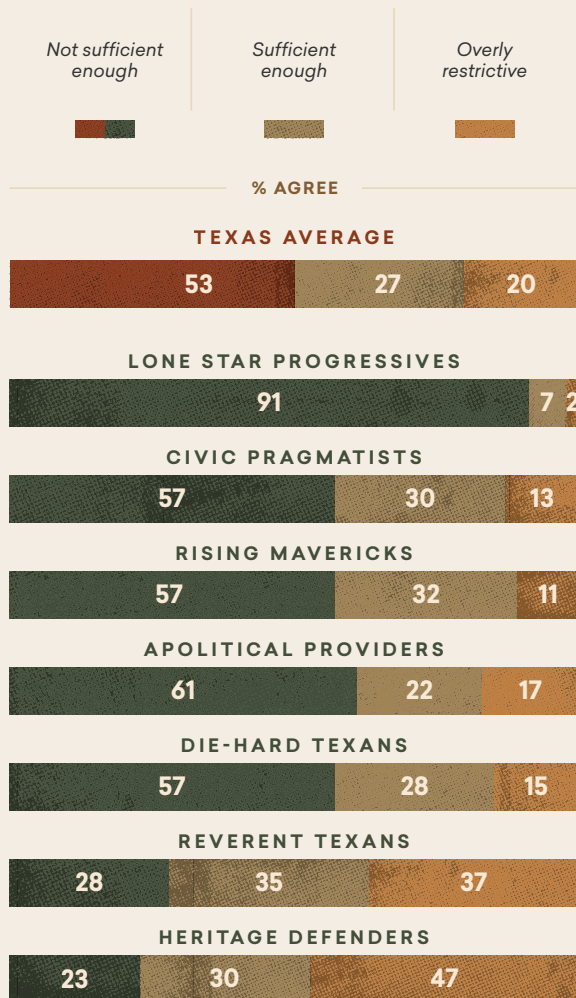 Not sufficient enough
Sufficient enough
Overly restrictive
% AGREE
TEXAS AVERAGE
53 27 20
LONE STAR PROGRESSIVES
91 7 2
CIVIC PRAGMATISTS
57 30 13
RISING MAVERICKS
57 32 11
APOLITICAL PROVIDERS
61 22 17
DIE-HARD TEXANS
57 28 15
REVERENT TEXANS
28 35 37
HERITAGE DEFENDERS
23 30 47